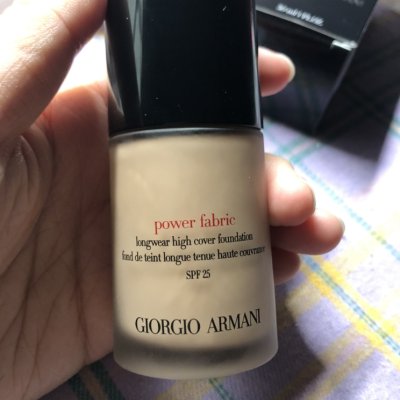 power fabric
longwear high cover foundation
fond de teint longue tenue haute couvrance
SPF 25
GIORGIO ARMANI